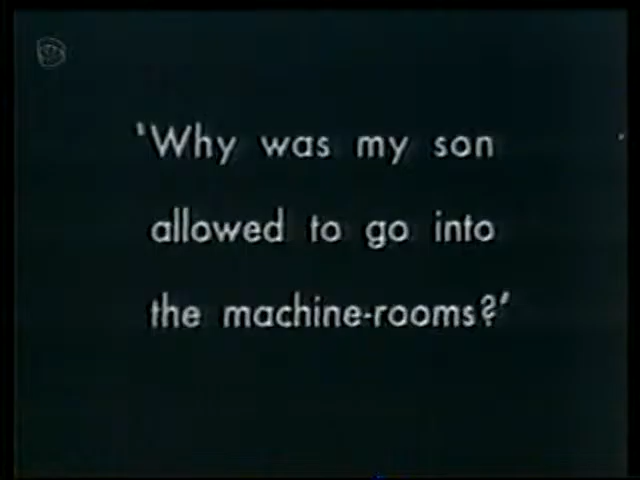 'Why was my son
allowed to go into
the machine-rooms?'